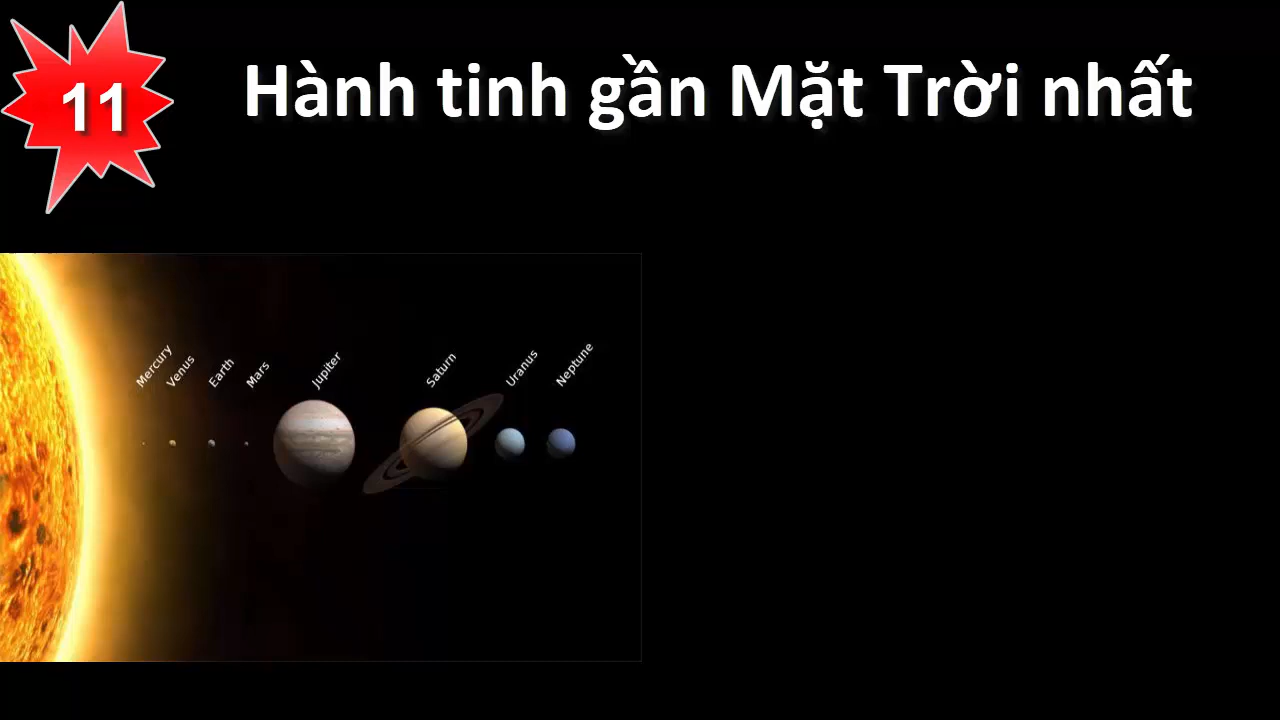 11
Hành tinh gần Mặt Trời nhất
Mercury
Venus
Earth
Mars
Jupiter
Saturn
Uranus
Neptune